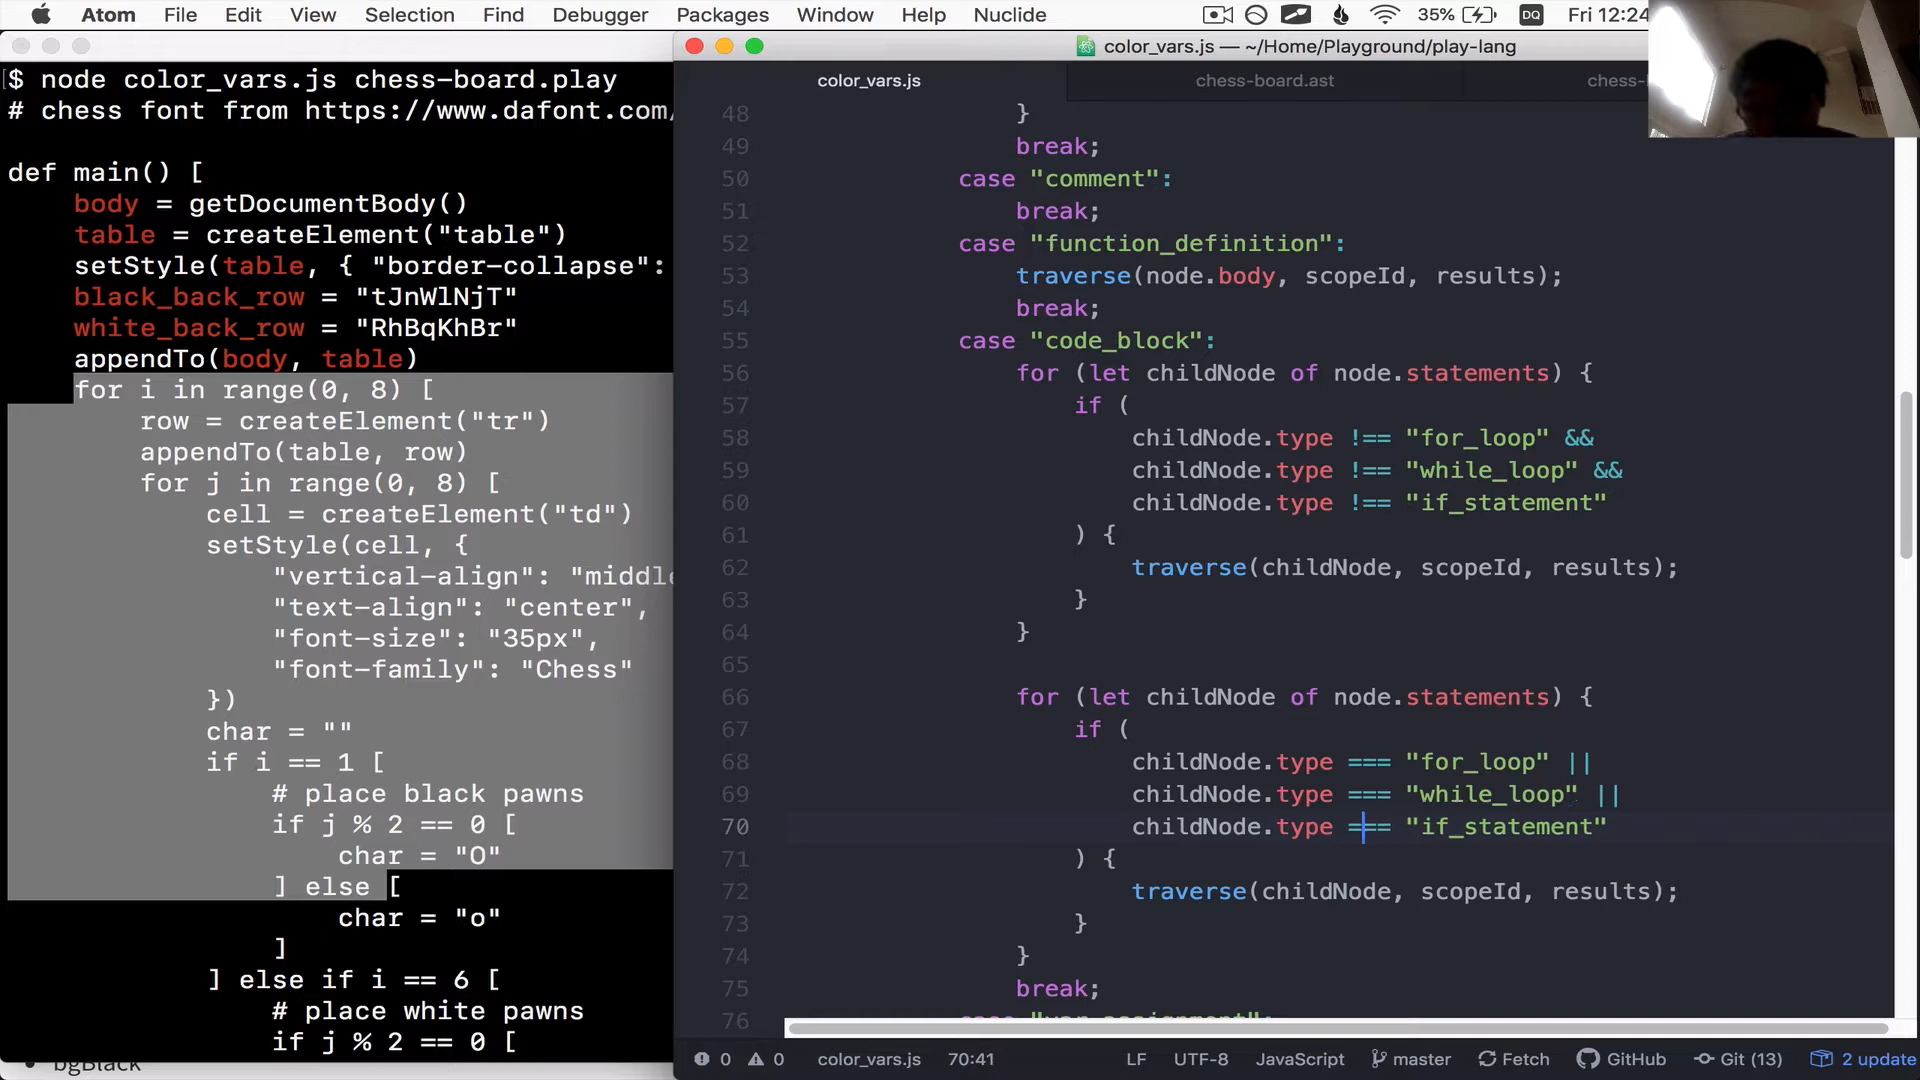 Atom File Edit View Selection Find Debugger Packages Window Help Nuclide 35% DQ Fri 12:24
color_vars.js — ~/Home/Playground/play-lang
color_vars.js chess-board.ast
$ node color_vars.js chess-board.play
# chess font from https://www.dafont.com/
def main() [
body = getDocumentBody()
table = createElement("table")
setStyle(table, { "border-collapse":
black_back_row = "tJnWlNjT"
white_back_row = "RhBqKhBr"
appendTo(body, table)
for i in range(0, 8) [
row = createElement("tr")
appendTo(table, row)
for j in range(0, 8) [
cell = createElement("td")
setStyle(cell, {
"vertical-align": "middle
"text-align": "center",
"font-size": "35px",
"font-family": "Chess"
})
char = ""
if i == 1 [
# place black pawns
if j % 2 == 0 [
char = "O"
] else [
char = "o"
]
] else if i == 6 [
# place white pawns
if j % 2 == 0 [
bgBlack
48 }
49 break;
50 case "comment":
51 break;
52 case "function_definition":
53 traverse(node.body, scopeId, results);
54 break;
55 case "code_block":
56 for (let childNode of node.statements) {
57 if (
58 childNode.type !== "for_loop" &&
59 childNode.type !== "while_loop" &&
60 childNode.type !== "if_statement"
61 ) {
62 traverse(childNode, scopeId, results);
63 }
64 }
65
66 for (let childNode of node.statements) {
67 if (
68 childNode.type === "for_loop" ||
69 childNode.type === "while_loop" ||
70 childNode.type === "if_statement"
71 ) {
72 traverse(childNode, scopeId, results);
73 }
74 }
75 break;
76
0 0 color_vars.js 70:41 LF UTF-8 JavaScript master Fetch GitHub Git (13) 2 update